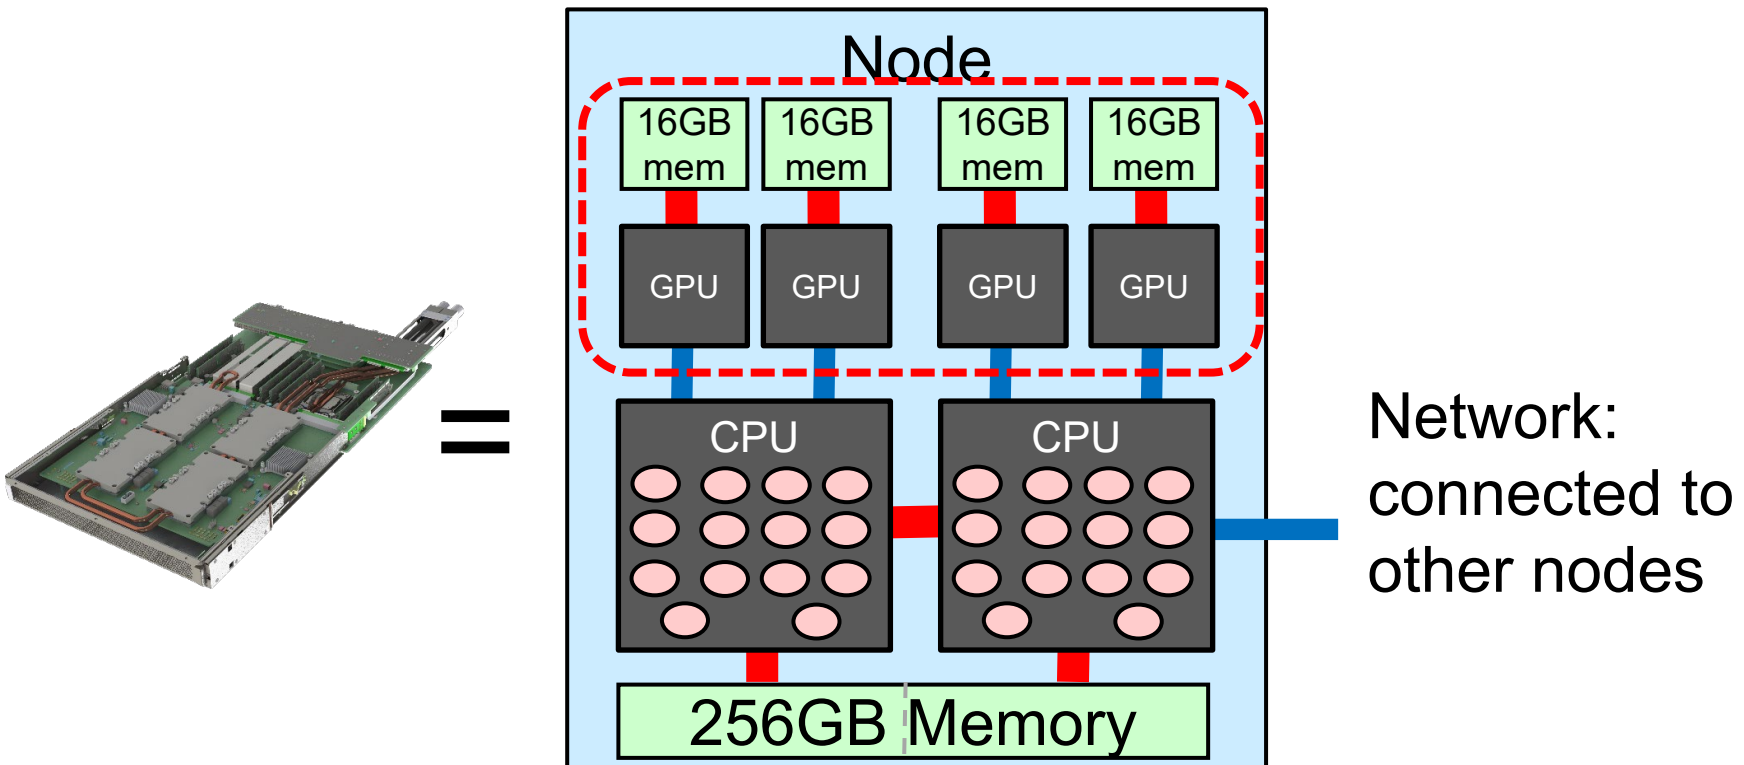 Node
16GB mem
16GB mem
16GB mem
16GB mem
GPU
GPU
GPU
GPU
=
CPU
CPU
Network:
connected to
other nodes
256GB Memory